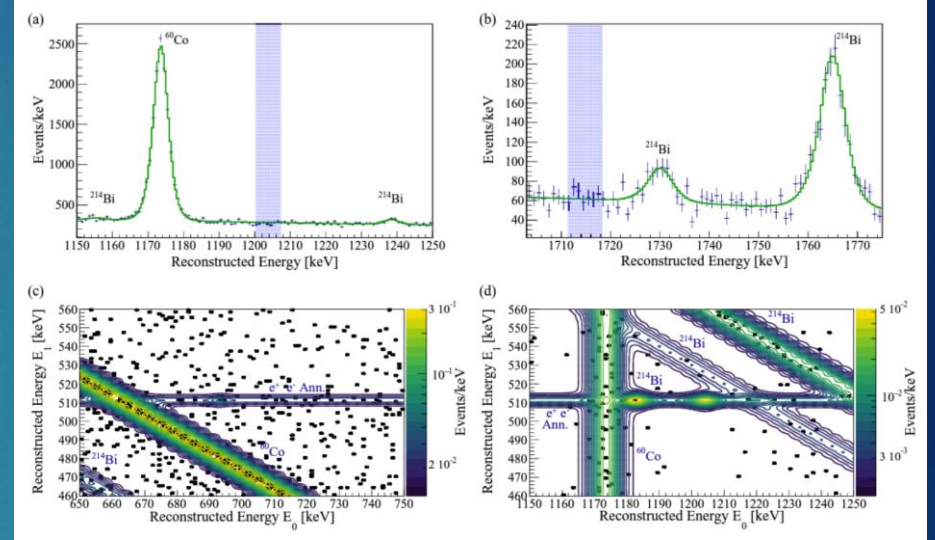 (a)
2500
2000
1500
1000
500
Events/keV
⁶⁰Co
²¹⁴Bi
²¹⁴Bi
1150 1160 1170 1180 1190 1200 1210 1220 1230 1240 1250
Reconstructed Energy [keV]
(b)
240
220
200
180
160
140
120
100
80
60
40
Events/keV
²¹⁴Bi
²¹⁴Bi
1710 1720 1730 1740 1750 1760 1770
Reconstructed Energy [keV]
(c)
560
550
540
530
520
510
500
490
480
470
460
Reconstructed Energy E₁ [keV]
e⁺ e⁻ Ann.
⁶⁰Co
²¹⁴Bi
650 660 670 680 690 700 710 720 730 740 750
Reconstructed Energy E₀ [keV]
3 10⁻¹
10⁻¹
2 10⁻²
Events/keV
(d)
560
550
540
530
520
510
500
490
480
470
460
Reconstructed Energy E₁ [keV]
²¹⁴Bi
²¹⁴Bi
²¹⁴Bi
e⁺ e⁻
Ann.
⁶⁰Co
1150 1160 1170 1180 1190 1200 1210 1220 1230 1240 1250
Reconstructed Energy E₀ [keV]
5 10⁻²
10⁻²
3 10⁻³
Events/keV